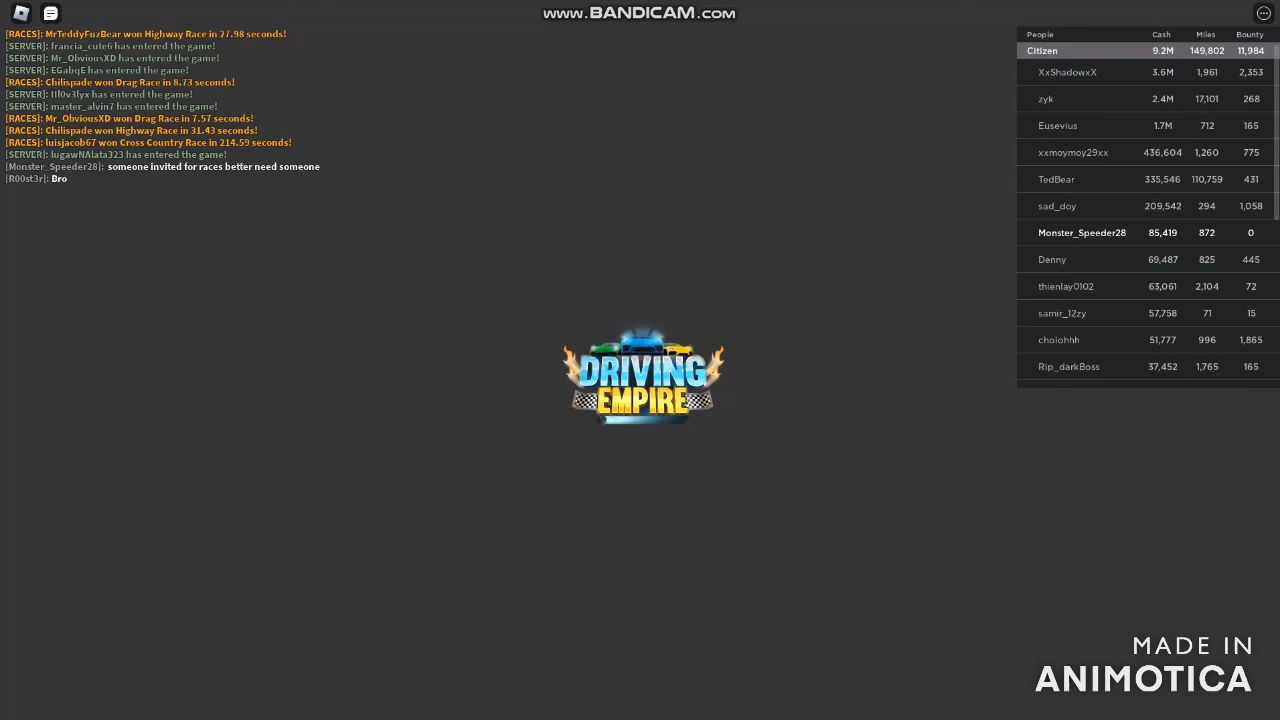 www.BANDICAM.com
[RACES]: MrTeddyFuzBear won Highway Race in 27.98 seconds!
[SERVER]: francia_cute6 has entered the game!
[SERVER]: Mr_ObviousXD has entered the game!
[SERVER]: EGabqE has entered the game!
[RACES]: Chilispade won Drag Race in 8.73 seconds!
[SERVER]: master_alvin7 has entered the game!
[RACES]: Mr_ObviousXD won Drag Race in 7.57 seconds!
[RACES]: Chilispade won Highway Race in 31.43 seconds!
[RACES]: luisjacob67 won Cross Country Race in 214.59 seconds!
[SERVER]: lugawNAlata323 has entered the game!
[Monster_Speeder28]: someone invited for races better need someone
[R00st3r]: Bro
People Cash Miles Bounty
Citizen 9.2M 149,802 11,984
XxShadowxX 3.6M 1,961 2,353
zyk 2.4M 17,101 268
Eusevius 1.7M 712 165
xxmoymoy29xx 436,604 1,260 775
TedBear 335,546 110,759 431
sad_doy 209,542 294 1,058
Monster_Speeder28 85,419 872 0
Denny 69,487 825 445
thienlay0102 63,061 2,104 72
samir_12zy 57,758 71 15
cholohhh 51,777 996 1,865
Rip_darkBoss 37,452 1,765 165
DRIVING
EMPIRE
MADE IN
ANIMOTICA